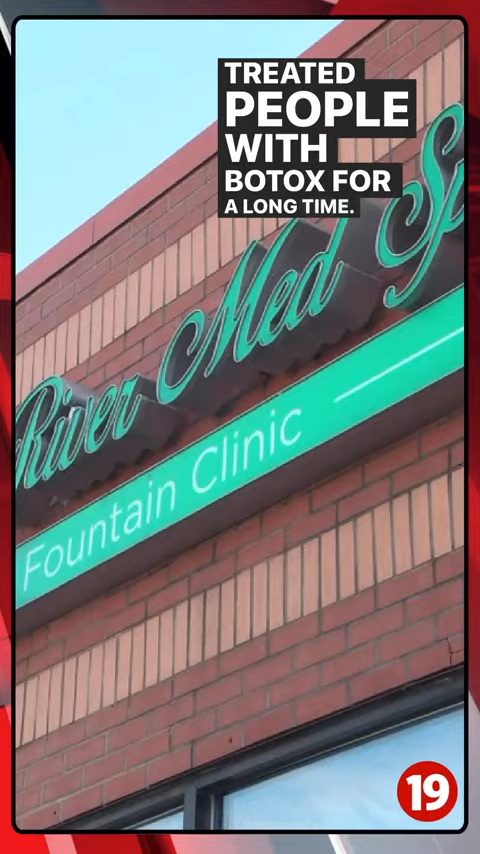 TREATED
PEOPLE
WITH
BOTOX FOR
A LONG TIME.
River Med
Fountain Clinic
19